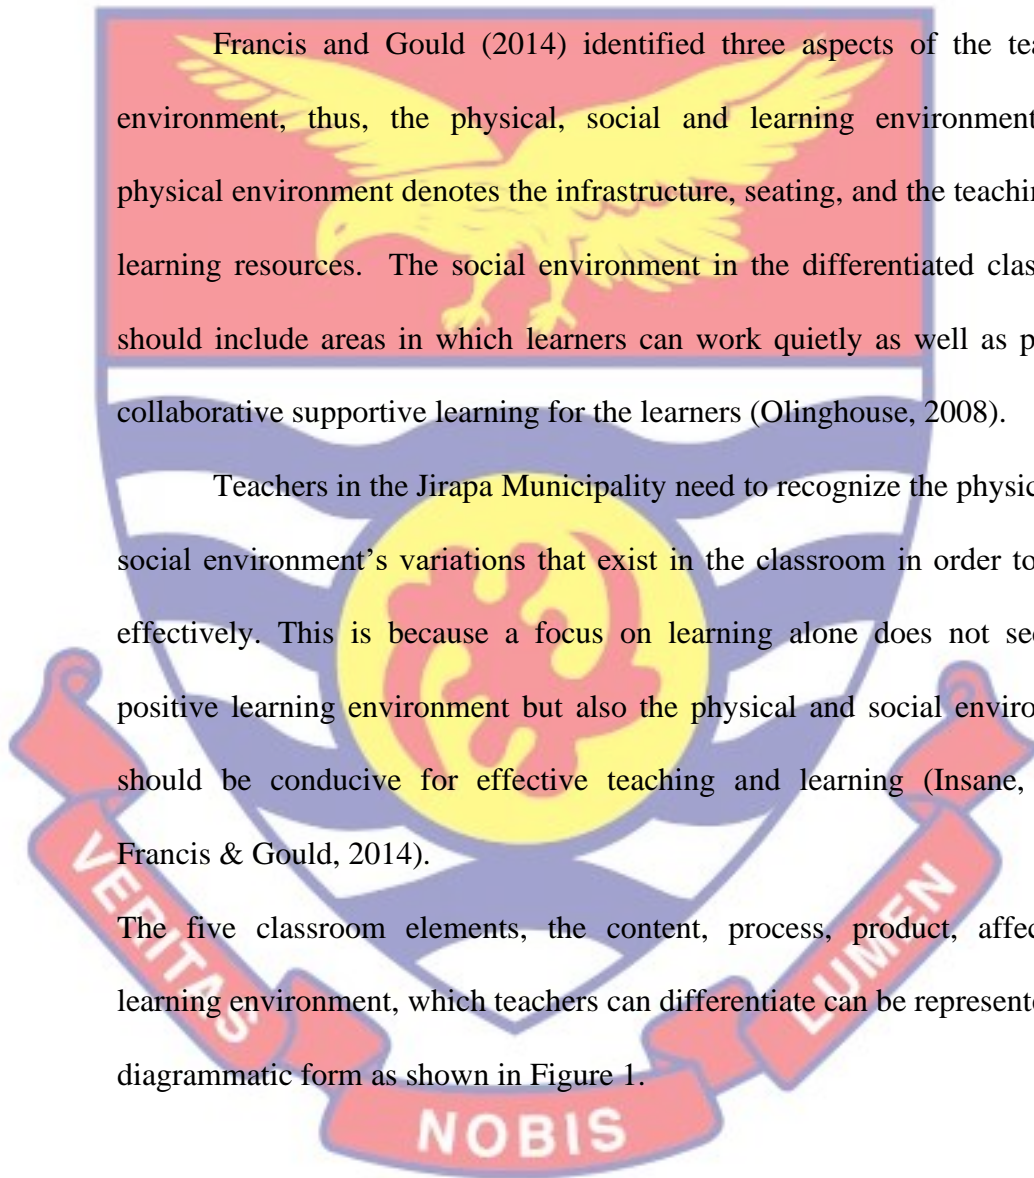 Francis and Gould (2014) identified three aspects of the tea
environment, thus, the physical, social and learning environment
physical environment denotes the infrastructure, seating, and the teachin
learning resources. The social environment in the differentiated clas
should include areas in which learners can work quietly as well as p
collaborative supportive learning for the learners (Olinghouse, 2008).
Teachers in the Jirapa Municipality need to recognize the physic
social environment’s variations that exist in the classroom in order to
effectively. This is because a focus on learning alone does not se
positive learning environment but also the physical and social enviro
should be conducive for effective teaching and learning (Insane,
Francis & Gould, 2014).
The five classroom elements, the content, process, product, affec
learning environment, which teachers can differentiate can be represent
diagrammatic form as shown in Figure 1.
VERITAS
NOBIS
LUMEN